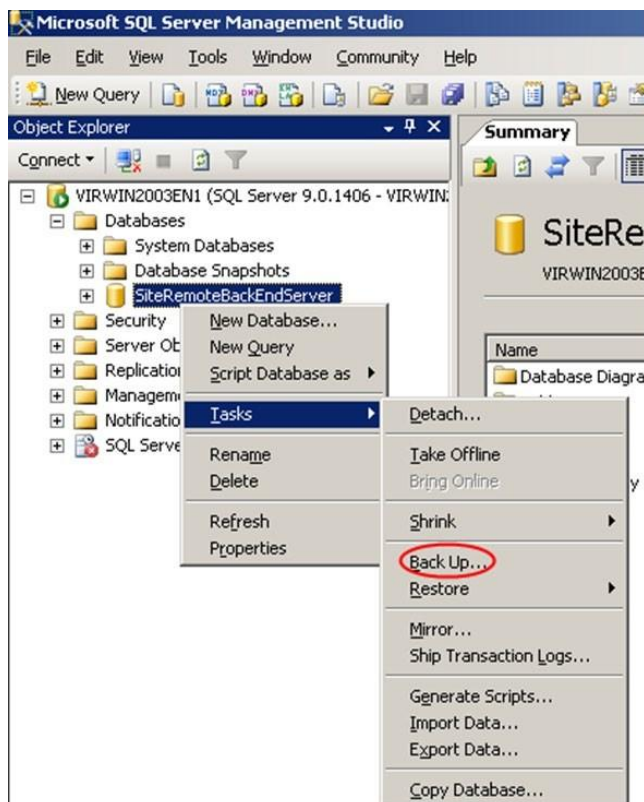 Microsoft SQL Server Management Studio
File Edit View Tools Window Community Help
New Query
Object Explorer
Summary
Connect
VIRWIN2003EN1 (SQL Server 9.0.1406 - VIRWIN
Databases
System Databases
Database Snapshots
SiteRemoteBackEndServer
Security
Server Ob
Replication
Managem
Notificatio
SQL Serve
SiteRe
VIRWIN2003E
Name
Database Diagra
y
New Database...
New Query
Script Database as
Tasks
Rename
Delete
Refresh
Properties
Detach...
Take Offline
Bring Online
Shrink
Back Up...
Restore
Mirror...
Ship Transaction Logs...
Generate Scripts...
Import Data...
Export Data...
Copy Database...